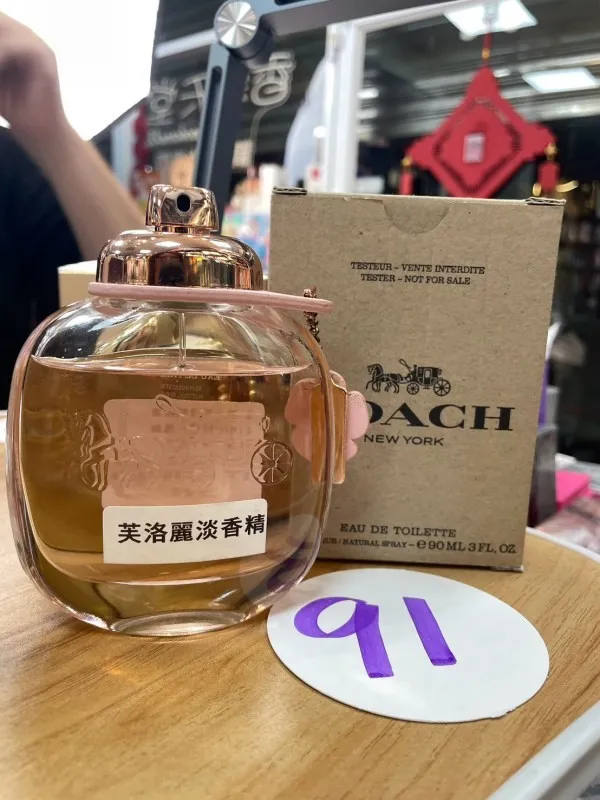 TESTEUR - VENTE INTERDITE
TESTER - NOT FOR SALE
COACH
NEW YORK
EAU DE TOILETTE
/ NATURAL SPRAY - e 90 ML 3 FL. OZ
芙洛麗淡香精
91